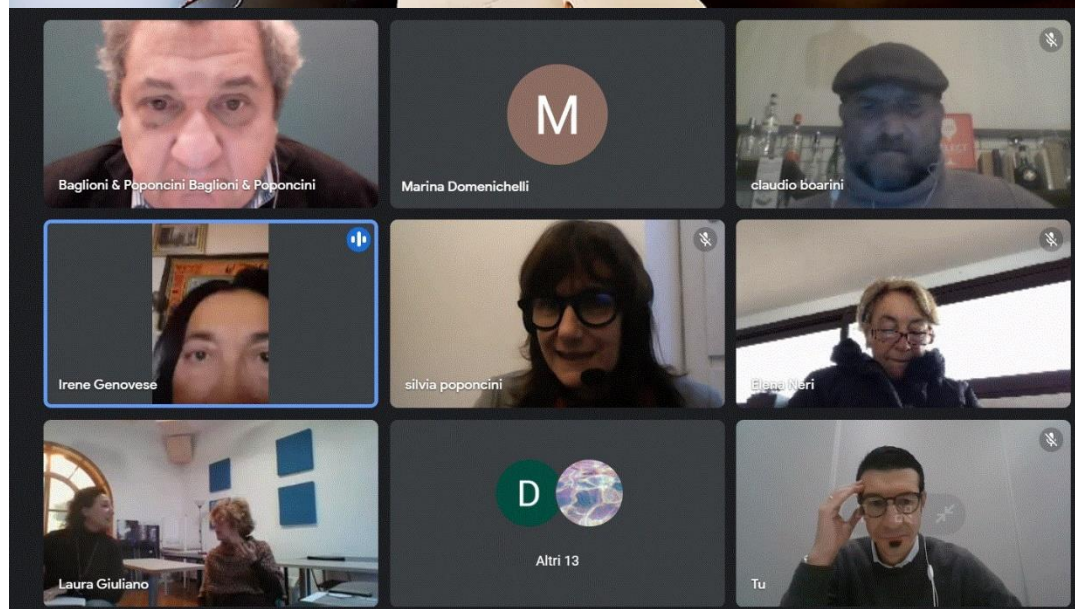 Baglioni & Poponcini Baglioni & Poponcini
M
Marina Domenichelli
claudio boarini
Irene Genovese
silvia poponcini
Elena Neri
Laura Giuliano
D
Altri 13
Tu